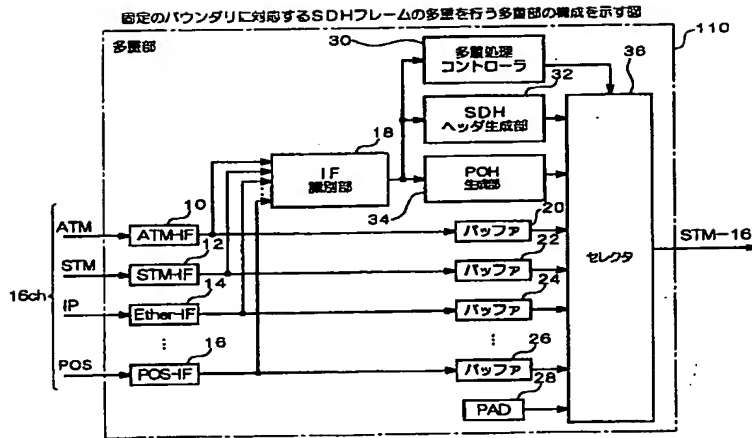 固定のバウンダリに対応するSDHフレームの多重を行う多重部の構成を示す図
多重部
110
30
多重処理
コントローラ
36
32
SDH
ヘッダ生成部
18
IF
識別部
POH
生成部
34
16ch
ATM
10
ATM-IF
20
バッファ
STM
12
STM-IF
22
バッファ
IP
14
Ether-IF
24
バッファ
⋮
⋮
POS
16
POS-IF
26
バッファ
28
PAD
セレクタ
STM-16